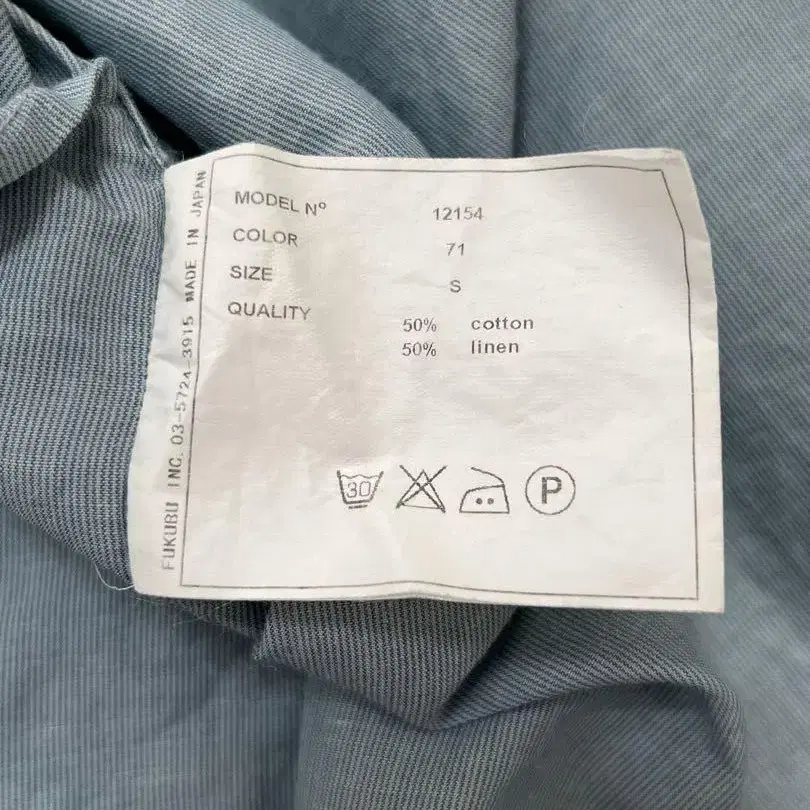 MODEL Nº 12154
COLOR 71
SIZE S
QUALITY
50% cotton
50% linen
30
P
FUKUBU INC. 03-5724-3915 MADE IN JAPAN